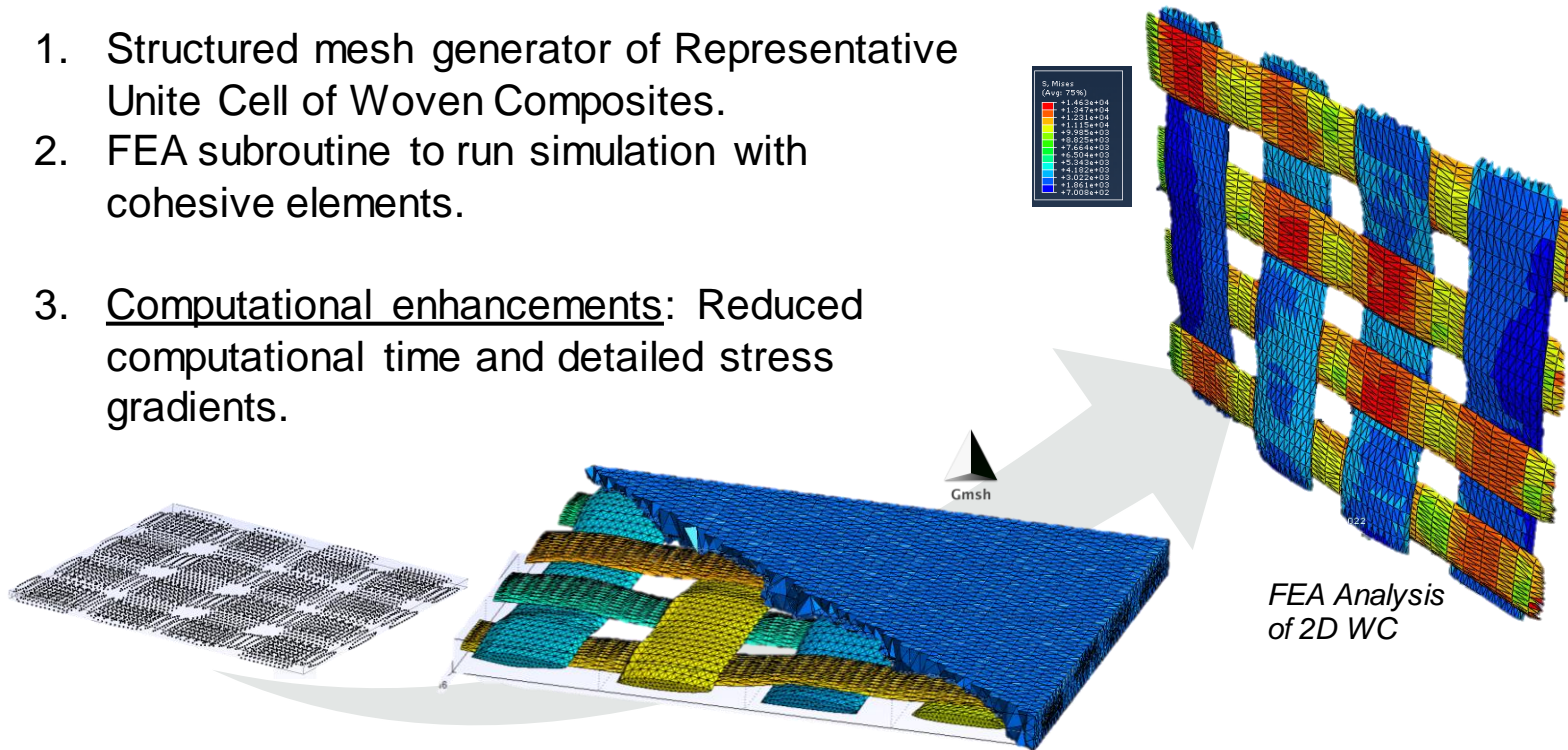 1. Structured mesh generator of Representative
Unite Cell of Woven Composites.
2. FEA subroutine to run simulation with
cohesive elements.
3. Computational enhancements: Reduced
computational time and detailed stress
gradients.
S, Mises
(Avg: 75%)
+1.463e+04
+1.347e+04
+1.231e+04
+1.115e+04
+9.985e+03
+8.825e+03
+7.664e+03
+6.504e+03
+5.343e+03
+4.182e+03
+3.022e+03
+1.861e+03
+7.008e+02
Gmsh
022
FEA Analysis
of 2D WC